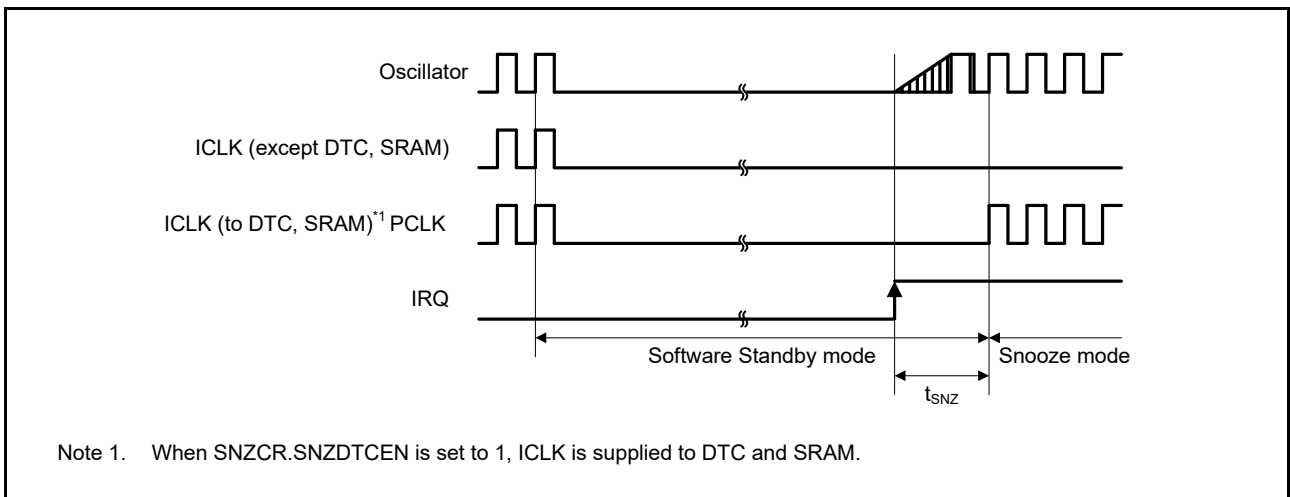 Oscillator
ICLK (except DTC, SRAM)
ICLK (to DTC, SRAM)*1 PCLK
IRQ
Software Standby mode
Snooze mode
tSNZ
Note 1. When SNZCR.SNZDTCEN is set to 1, ICLK is supplied to DTC and SRAM.